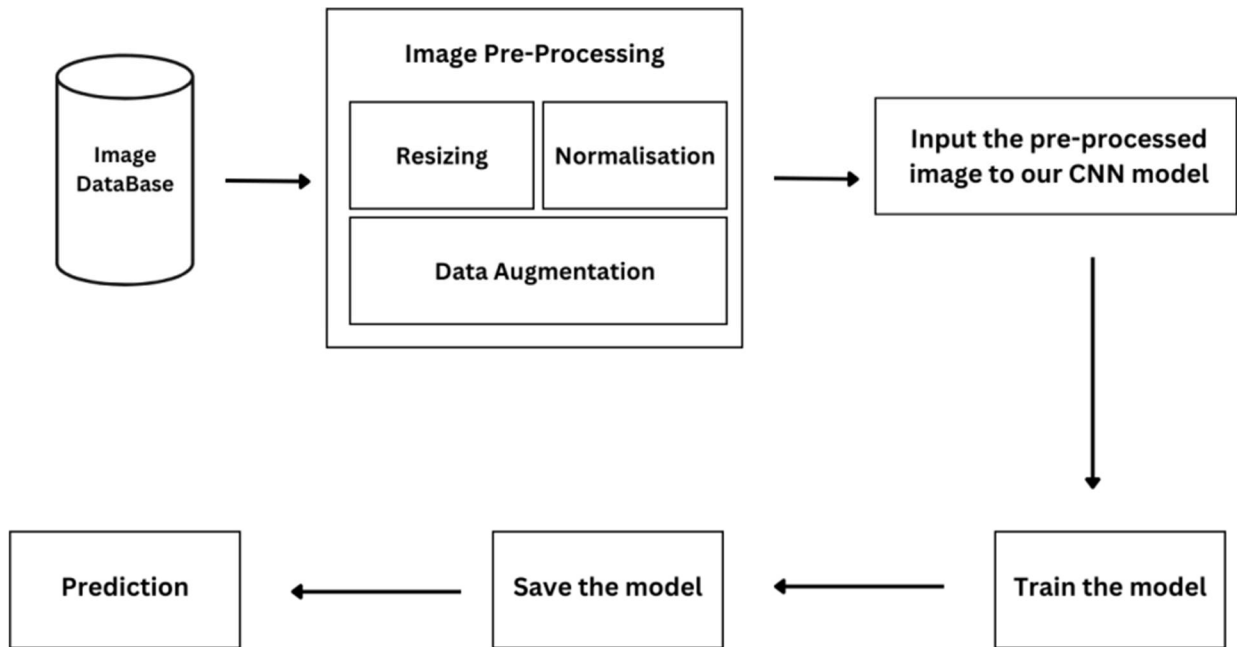 Image
DataBase
Image Pre-Processing
Resizing
Normalisation
Data Augmentation
Input the pre-processed
image to our CNN model
Train the model
Save the model
Prediction